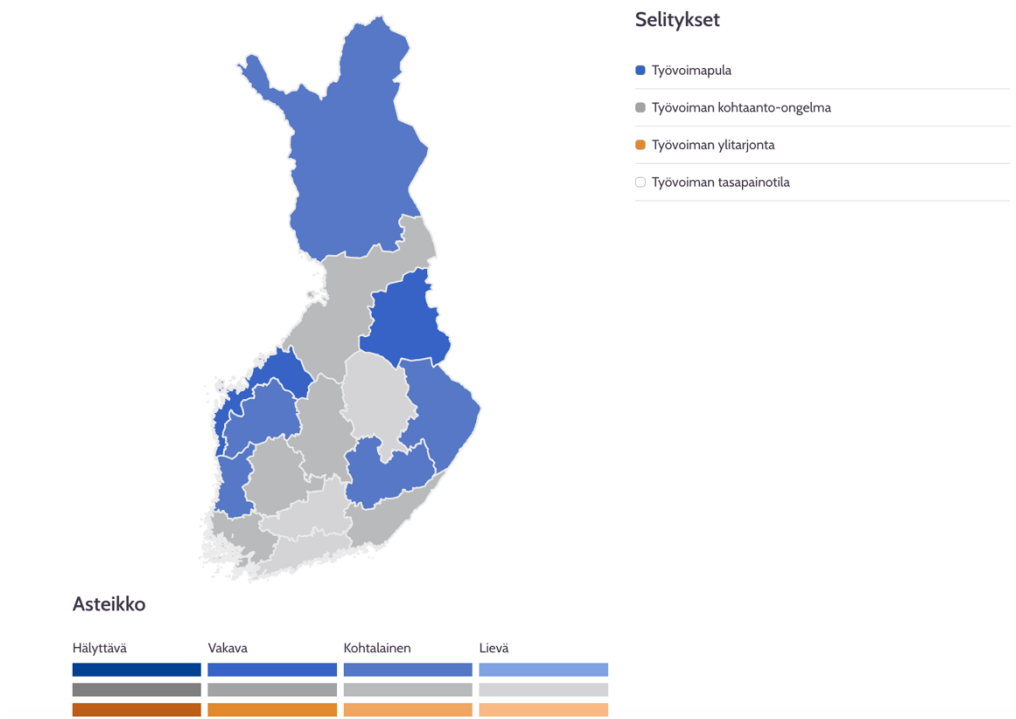 Selitykset
Työvoimapula
Työvoiman kohtaanto-ongelma
Työvoiman ylitarjonta
Työvoiman tasapainotila
Asteikko
Hälyttävä Vakava Kohtalainen Lievä